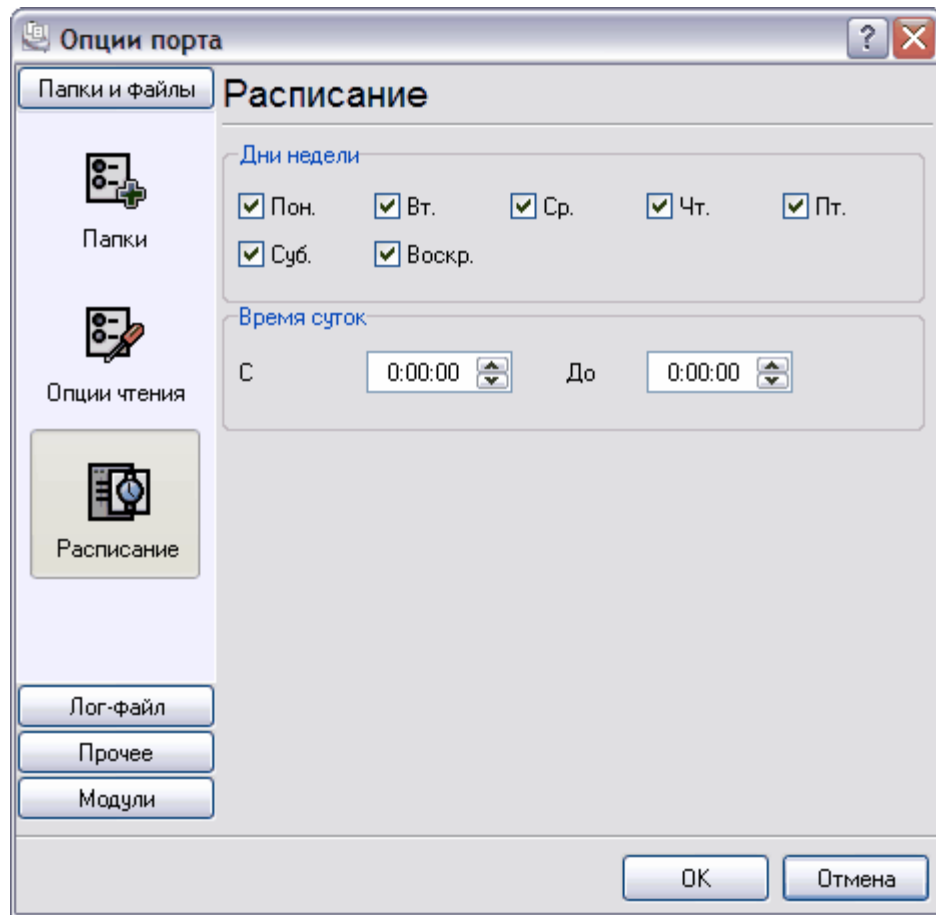 Опции порта
Папки и файлы
Папки
Опции чтения
Расписание
Лог-файл
Прочее
Модули
Расписание
Дни недели
Пон. Вт. Ср. Чт. Пт.
Суб. Воскр.
Время суток
С 0:00:00 До 0:00:00
OK Отмена